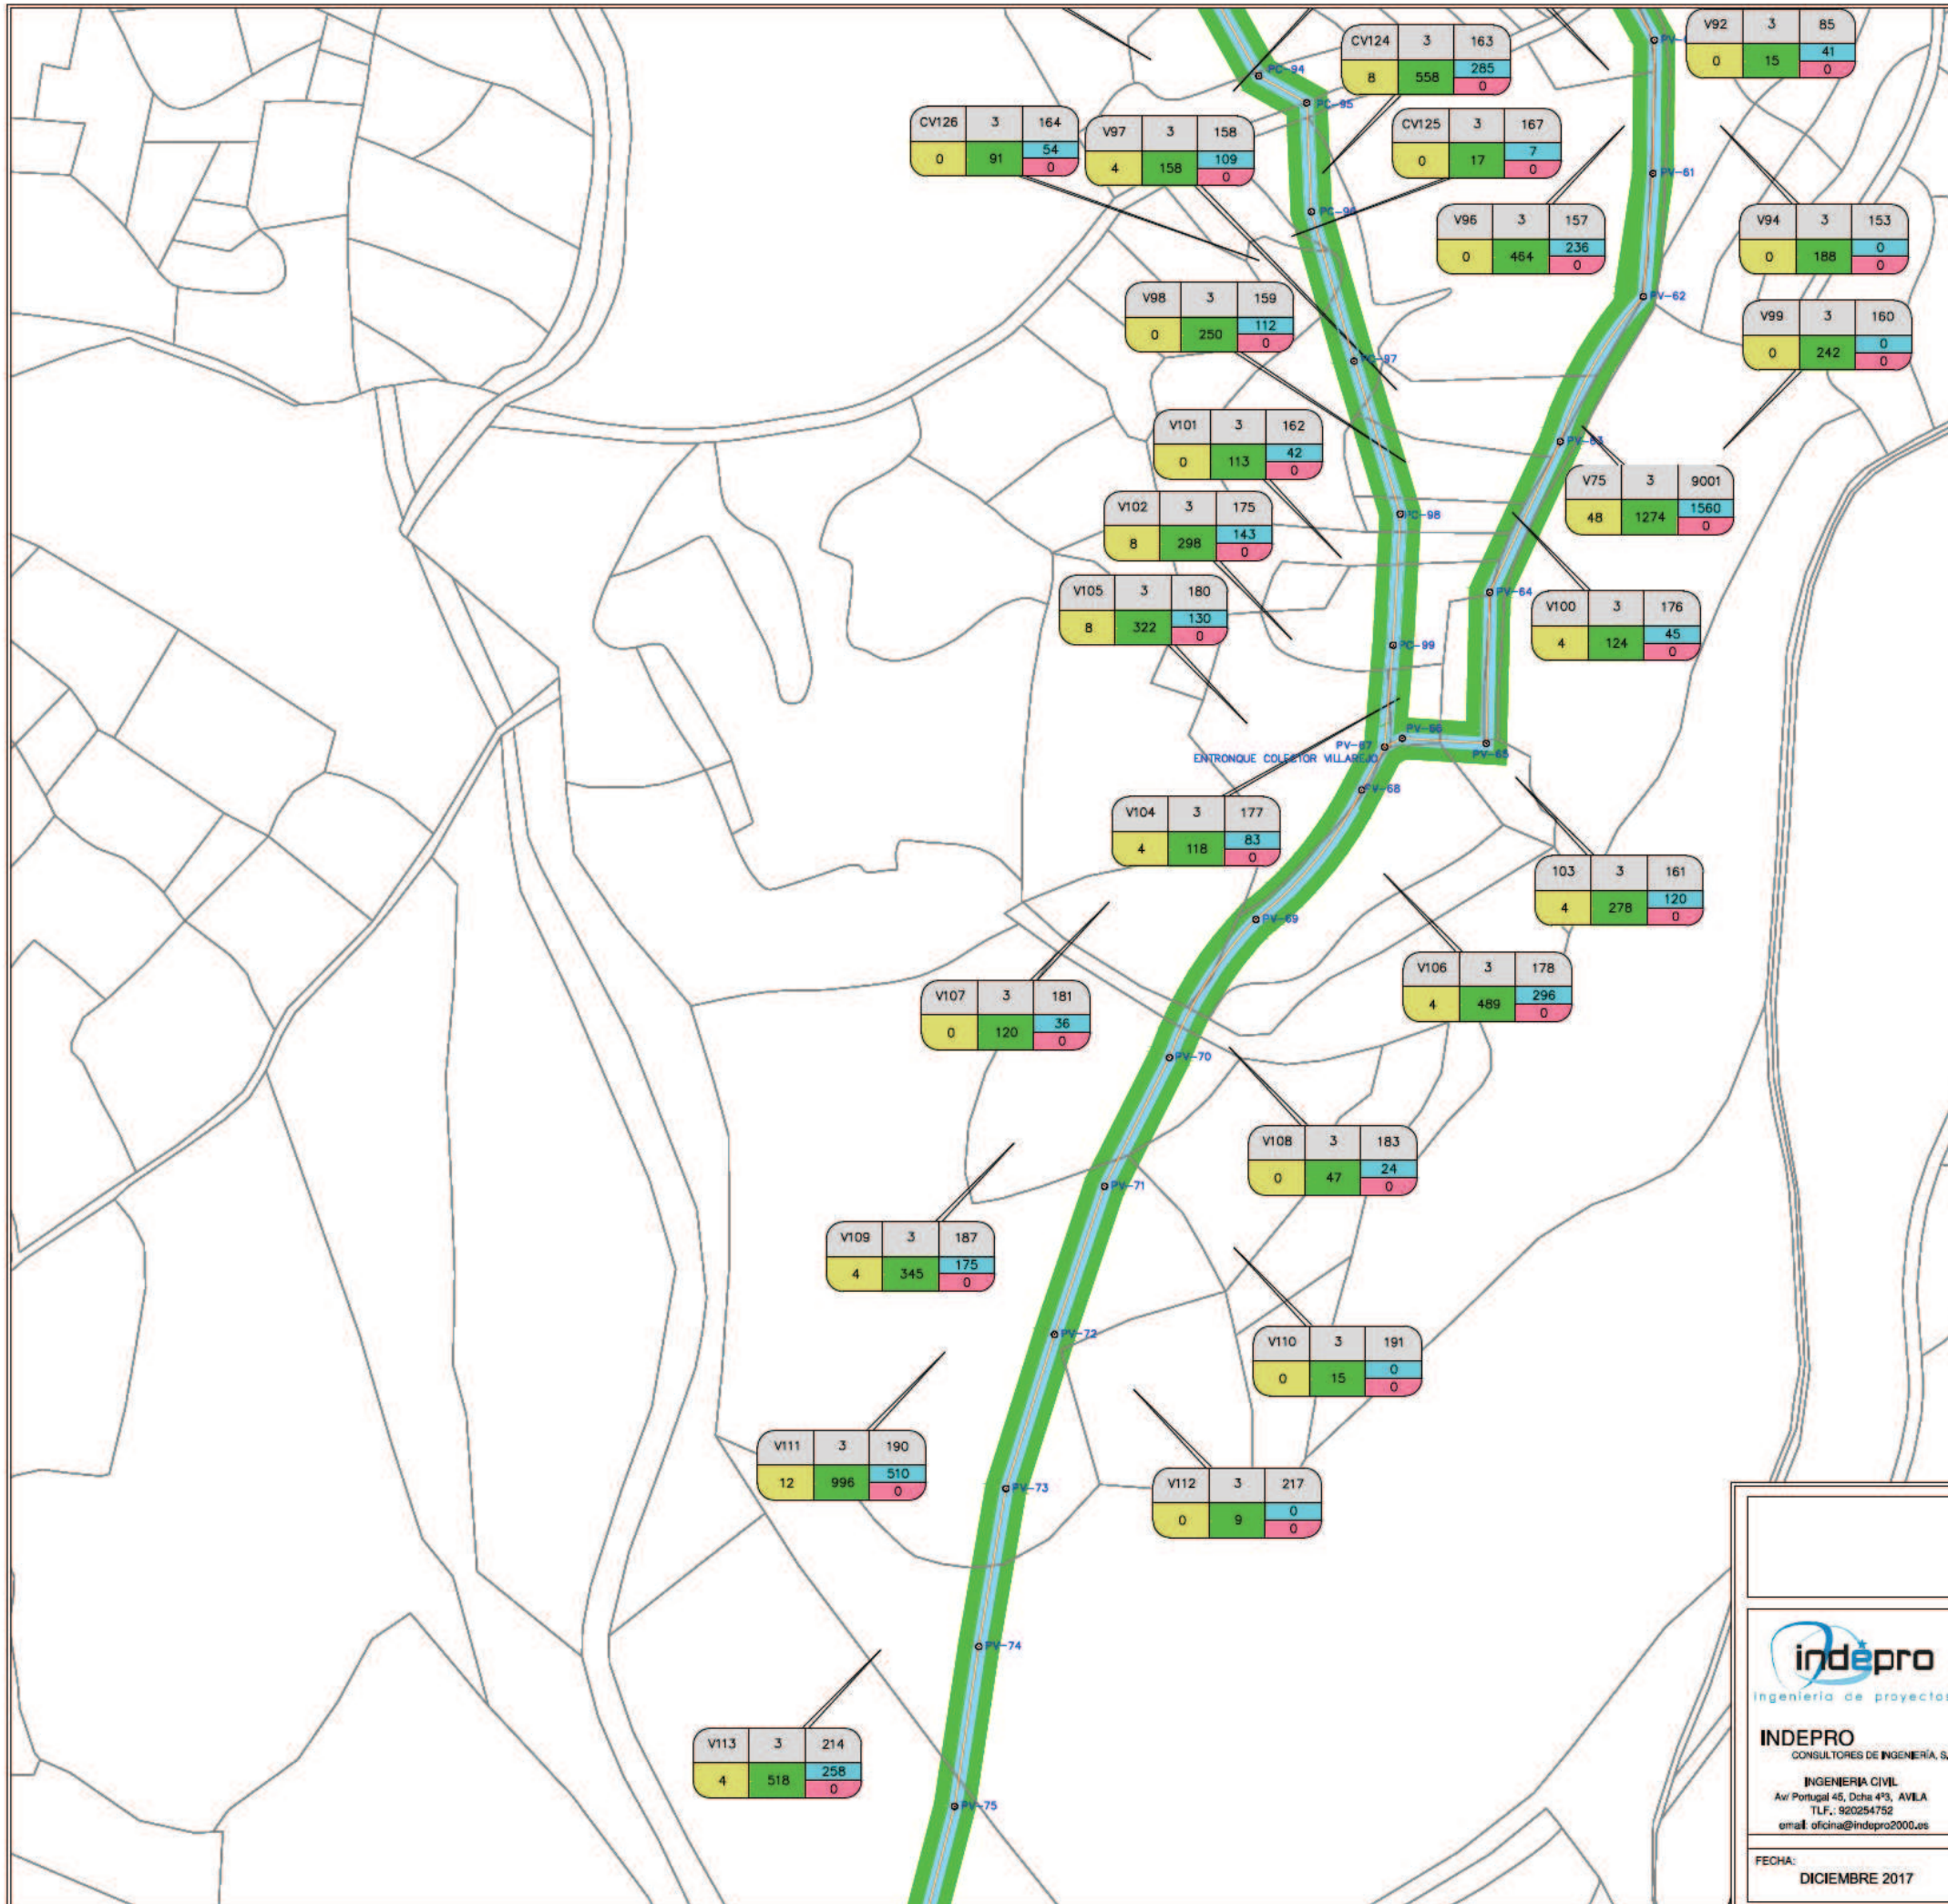 V92 3 85
0 15 41
0
CV124 3 163
8 558 285
0
PC-94
PC-95
CV126 3 164
0 91 54
0
V97 3 158
4 158 109
0
CV125 3 167
0 17 7
0
PV-61
V96 3 157
0 464 236
0
V94 3 153
0 188 0
0
PV-62
V98 3 159
0 250 112
0
V99 3 160
0 242 0
0
PC-97
V101 3 162
0 113 42
0
PV-63
V75 3 9001
48 1274 1560
0
V102 3 175
8 298 143
0
PC-98
V105 3 180
8 322 130
0
PV-64
V100 3 176
4 124 45
0
PC-99
PV-66
PV-67
PV-65
ENTRONQUE COLECTOR VILLAREJO
PV-68
V104 3 177
4 118 83
0
103 3 161
4 278 120
0
PV-69
V106 3 178
4 489 296
0
V107 3 181
0 120 36
0
PV-70
V108 3 183
0 47 24
0
PV-71
V109 3 187
4 345 175
0
PV-72
V110 3 191
0 15 0
0
V111 3 190
12 996 510
0
PV-73
V112 3 217
0 9 0
0
PV-74
V113 3 214
4 518 258
0
PV-75
indepro
ingeniería de proyectos
INDEPRO
CONSULTORES DE INGENIERÍA, S.
INGENIERIA CIVIL
Av/ Portugal 45, Dcha 4º3, AVILA
TLF.: 920254752
email: oficina@indepro2000.es
FECHA:
DICIEMBRE 2017